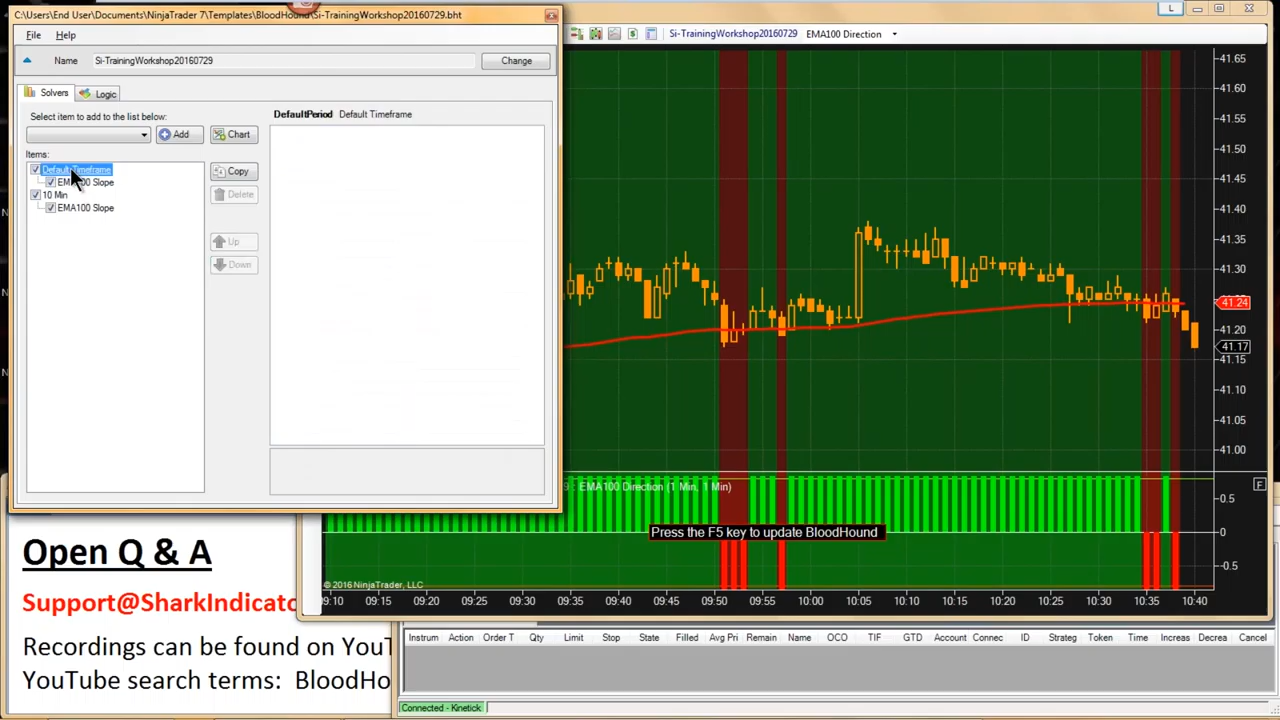 C:\Users\End User\Documents\NinjaTrader 7\Templates\BloodHound\Si-TrainingWorkshop20160729.bht
File Help
Name Si-TrainingWorkshop20160729 Change
Solvers Logic
Select item to add to the list below:
Add Chart
Items:
Default Timeframe
EMA100 Slope
10 Min
EMA100 Slope
Copy
Delete
Up
Down
DefaultPeriod Default Timeframe
L
Si-TrainingWorkshop20160729 EMA100 Direction
41.65
41.60
41.55
41.50
41.45
41.40
41.35
41.30
41.24
41.20
41.17
41.15
41.10
41.05
41.00
EMA100 Direction (1 Min, 1 Min)
F
0.5
0
-0.5
Press the F5 key to update BloodHound
© 2016 NinjaTrader, LLC
09:10 09:15 09:20 09:25 09:30 09:35 09:40 09:45 09:50 09:55 10:00 10:05 10:10 10:15 10:20 10:25 10:30 10:35 10:40
Open Q & A
Support@SharkIndicato
Recordings can be found on YouT
YouTube search terms: BloodHo
Instrum Action Order T Qty Limit Stop State Filled Avg Pri Remain Name OCO TIF GTD Account Connec ID Strateg Token Time Increas Decrea Cancel
Connected - Kinetick